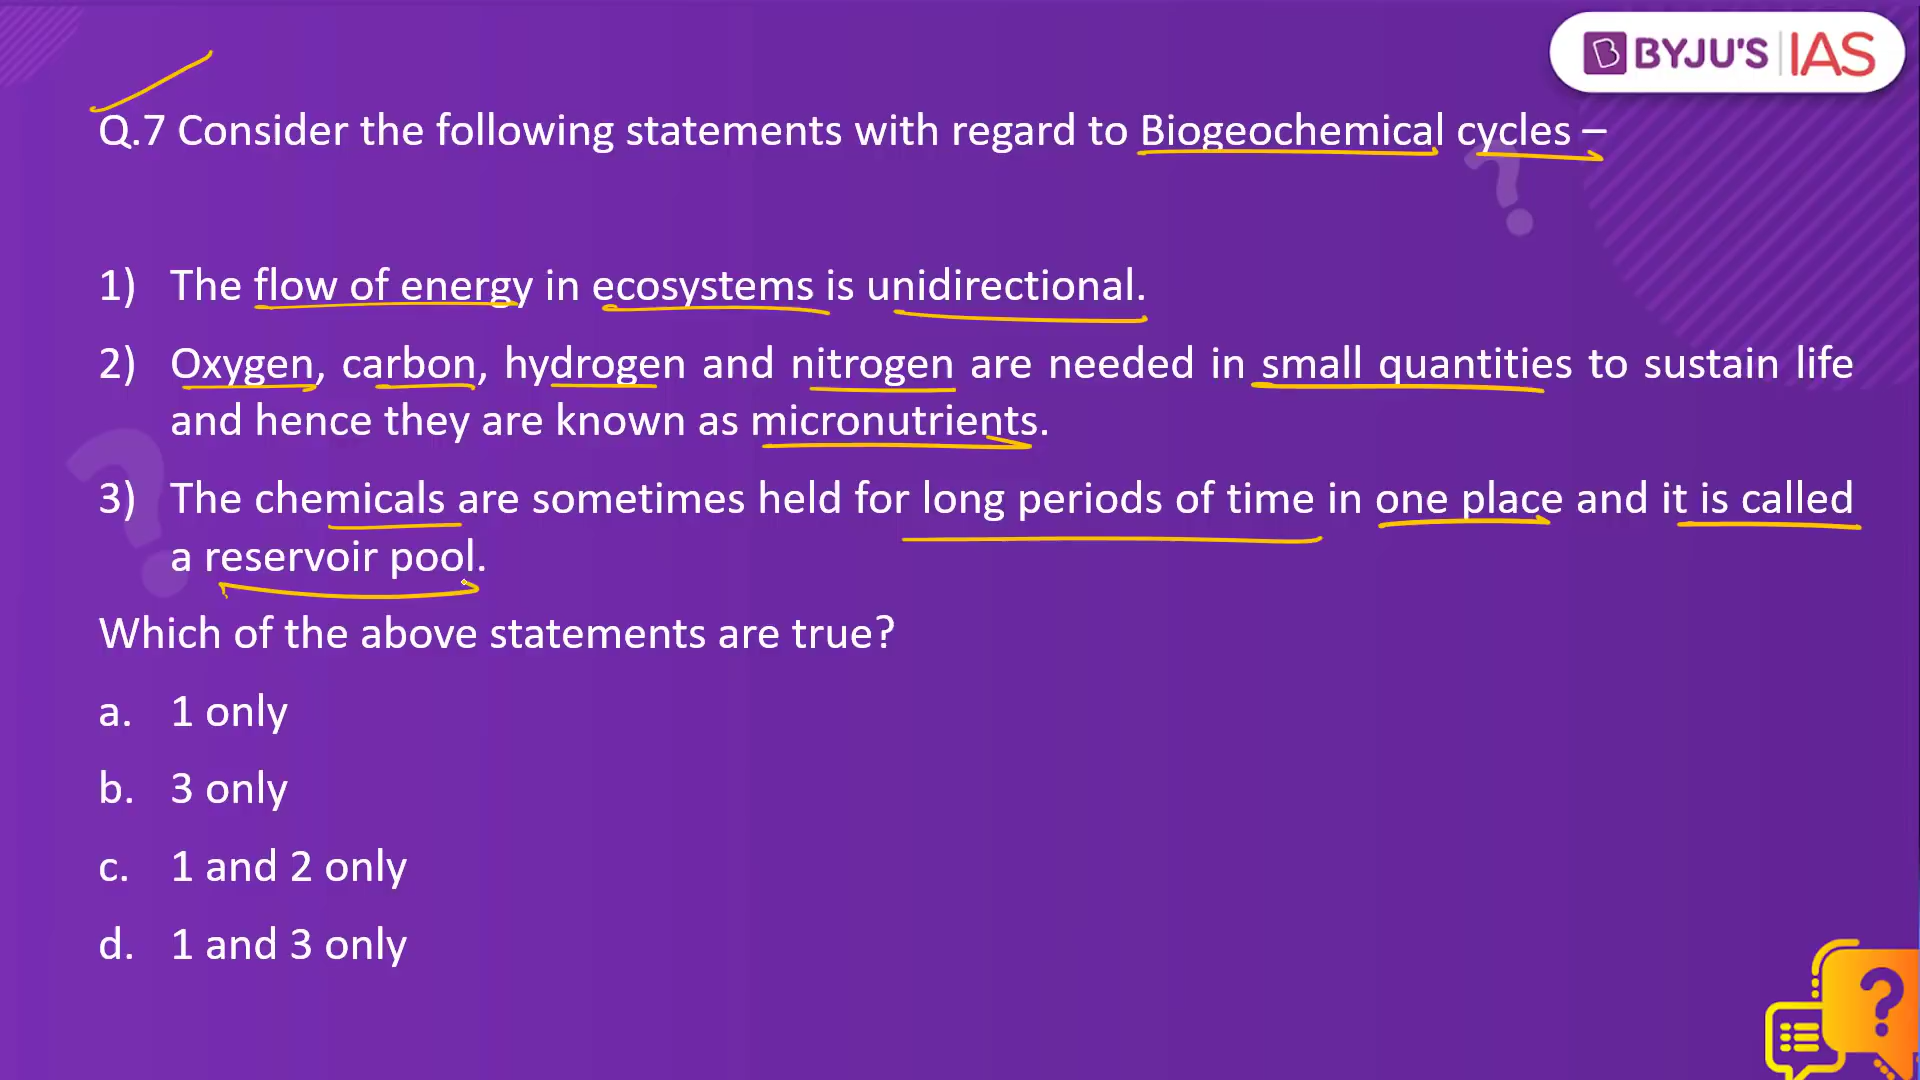 BYJU'S IAS
Q.7 Consider the following statements with regard to Biogeochemical cycles –
1) The flow of energy in ecosystems is unidirectional.
2) Oxygen, carbon, hydrogen and nitrogen are needed in small quantities to sustain life
and hence they are known as micronutrients.
3) The chemicals are sometimes held for long periods of time in one place and it is called
a reservoir pool.
Which of the above statements are true?
a. 1 only
b. 3 only
c. 1 and 2 only
d. 1 and 3 only